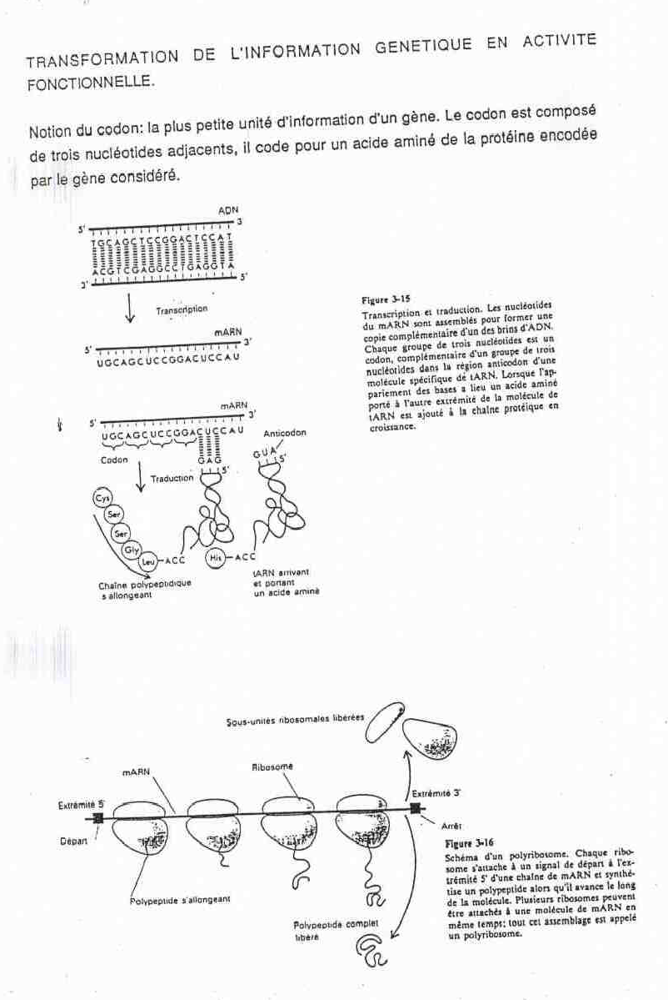 TRANSFORMATION DE L'INFORMATION GENETIQUE EN ACTIVITE
FONCTIONNELLE.
Notion du codon: la plus petite unité d'information d'un gène. Le codon est composé
de trois nucléotides adjacents, il code pour un acide aminé de la protéine encodée
par le gène considéré.
ADN
5' 3
TGCAGCTCCGGACTCCAT
ACGTCGAGGCCTGAGGTA
3' 5'
Transcription
mARN
5' 3'
UGCAGCUCCGGACUCCAU
mARN
5' 3'
UGCAGCUCCGGACUCCAU
Anticodon
Codon
GAG
GUA
5'
5'
Traduction
Cys
Ser
Ser
Gly
Leu ACC
His ACC
Chaîne polypeptidique
s allongeant
tARN arrivant
et portant
un acide aminé
Figure 3-15
Transcription et traduction. Les nucléotides
du mARN sont assemblés pour former une
copie complémentaire d'un des brins d'ADN.
Chaque groupe de trois nucléotides est un
codon, complémentaire d'un groupe de trois
nucléotides dans la région anticodon d'une
molécule spécifique de tARN. Lorsque l'ap-
pariement des bases a lieu un acide aminé
porté à l'autre extrémité de la molécule de
tARN est ajouté à la chaîne protéique en
croissance.
Sous-unités ribosomales libérées
mARN
Ribosome
Extrémité 5'
Extrémité 3'
Départ
Arrêt
Polypeptide s'allongeant
Polypeptide complet
libéré
Figure 3-16
Schéma d'un polyribosome. Chaque ribo-
some s'attache à un signal de départ à l'ex-
trémité 5' d'une chaîne de mARN et synthé-
tise un polypeptide alors qu'il avance le long
de la molécule. Plusieurs ribosomes peuvent
être attachés à une molécule de mARN en
même temps; tout cet assemblage est appelé
un polyribosome.